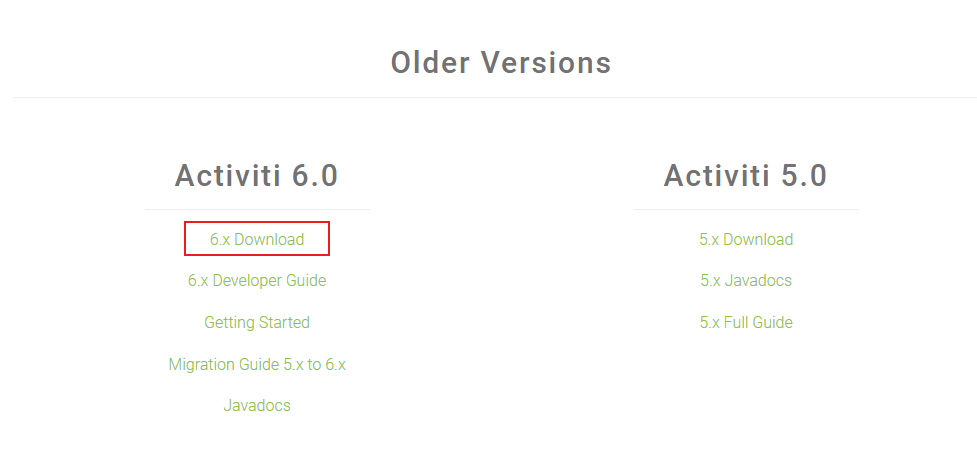 Older Versions
Activiti 6.0
6.x Download
6.x Developer Guide
Getting Started
Migration Guide 5.x to 6.x
Javadocs
Activiti 5.0
5.x Download
5.x Javadocs
5.x Full Guide